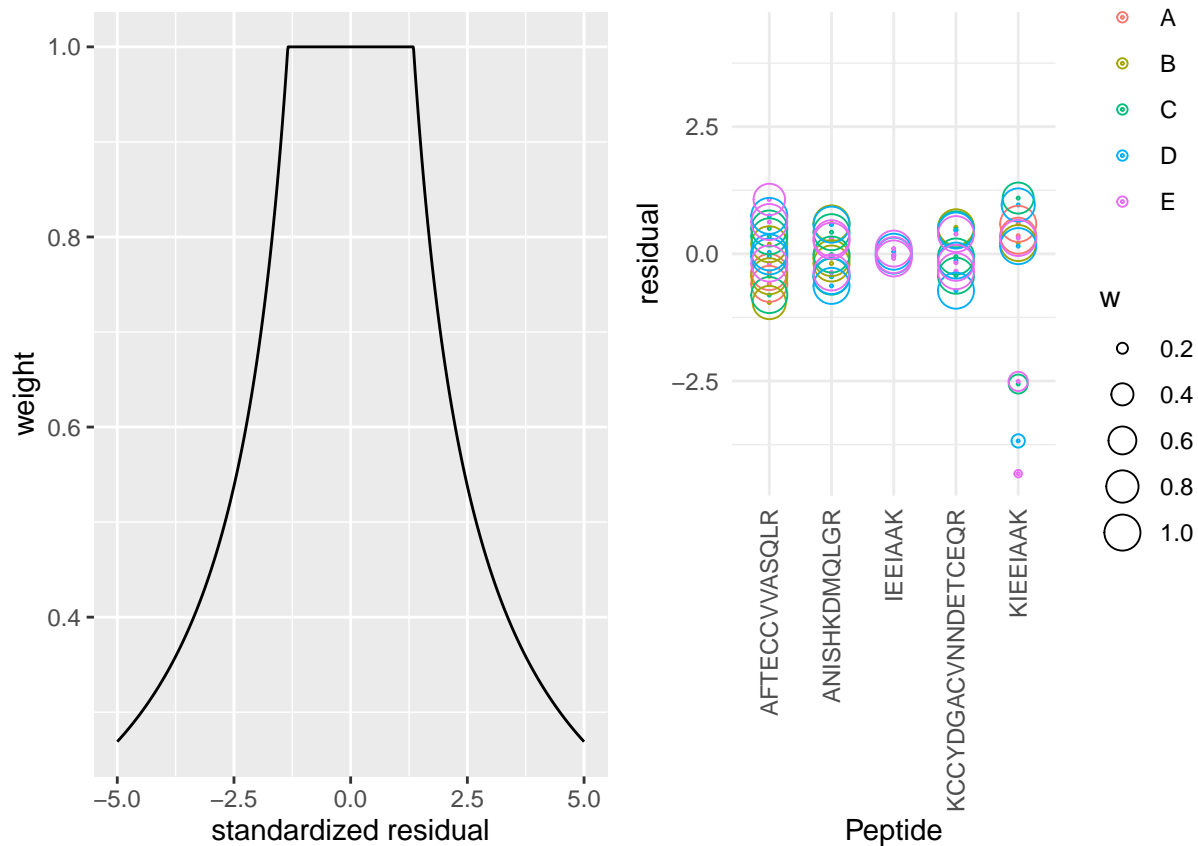 1.0
0.8
0.6
0.4
weight
−5.0
−2.5
0.0
2.5
5.0
standardized residual
2.5
0.0
−2.5
residual
AFTECCVVASQLR
ANISHKDMQLGR
IEEIAAK
KCCYDGACVNNDETCEQR
KIEEIAAK
Peptide
A
B
C
D
E
w
0.2
0.4
0.6
0.8
1.0